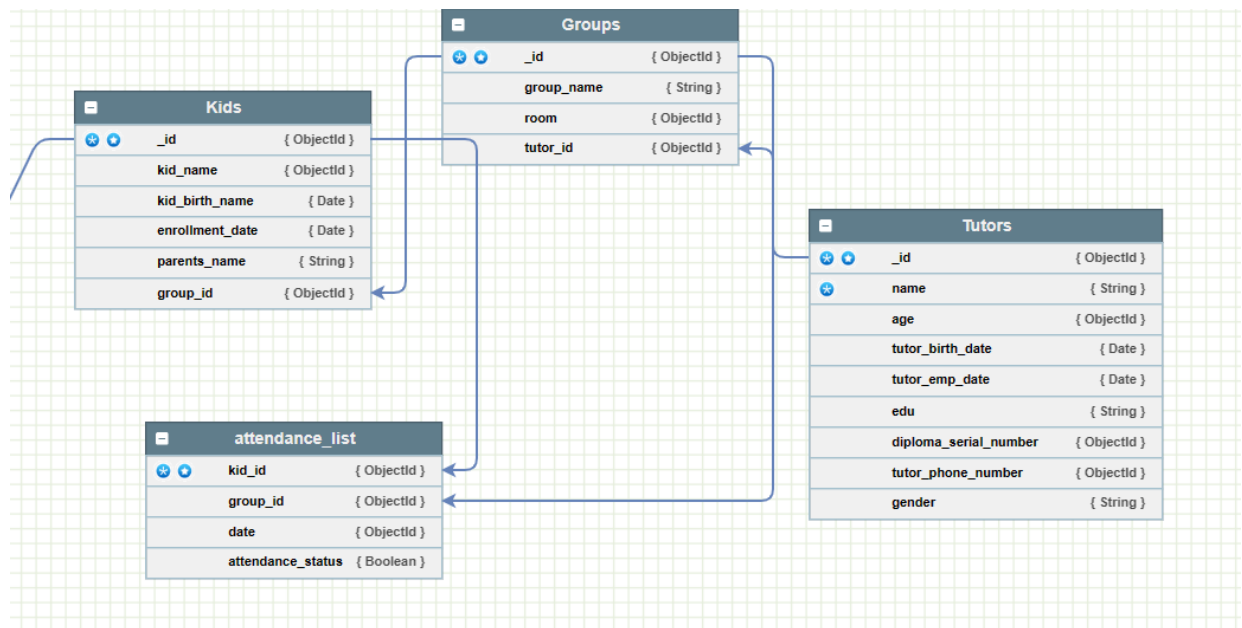 Groups
_id { ObjectId }
group_name { String }
room { ObjectId }
tutor_id { ObjectId }
Kids
_id { ObjectId }
kid_name { ObjectId }
kid_birth_name { Date }
enrollment_date { Date }
parents_name { String }
group_id { ObjectId }
Tutors
_id { ObjectId }
name { String }
age { ObjectId }
tutor_birth_date { Date }
tutor_emp_date { Date }
edu { String }
diploma_serial_number { ObjectId }
tutor_phone_number { ObjectId }
gender { String }
attendance_list
kid_id { ObjectId }
group_id { ObjectId }
date { ObjectId }
attendance_status { Boolean }